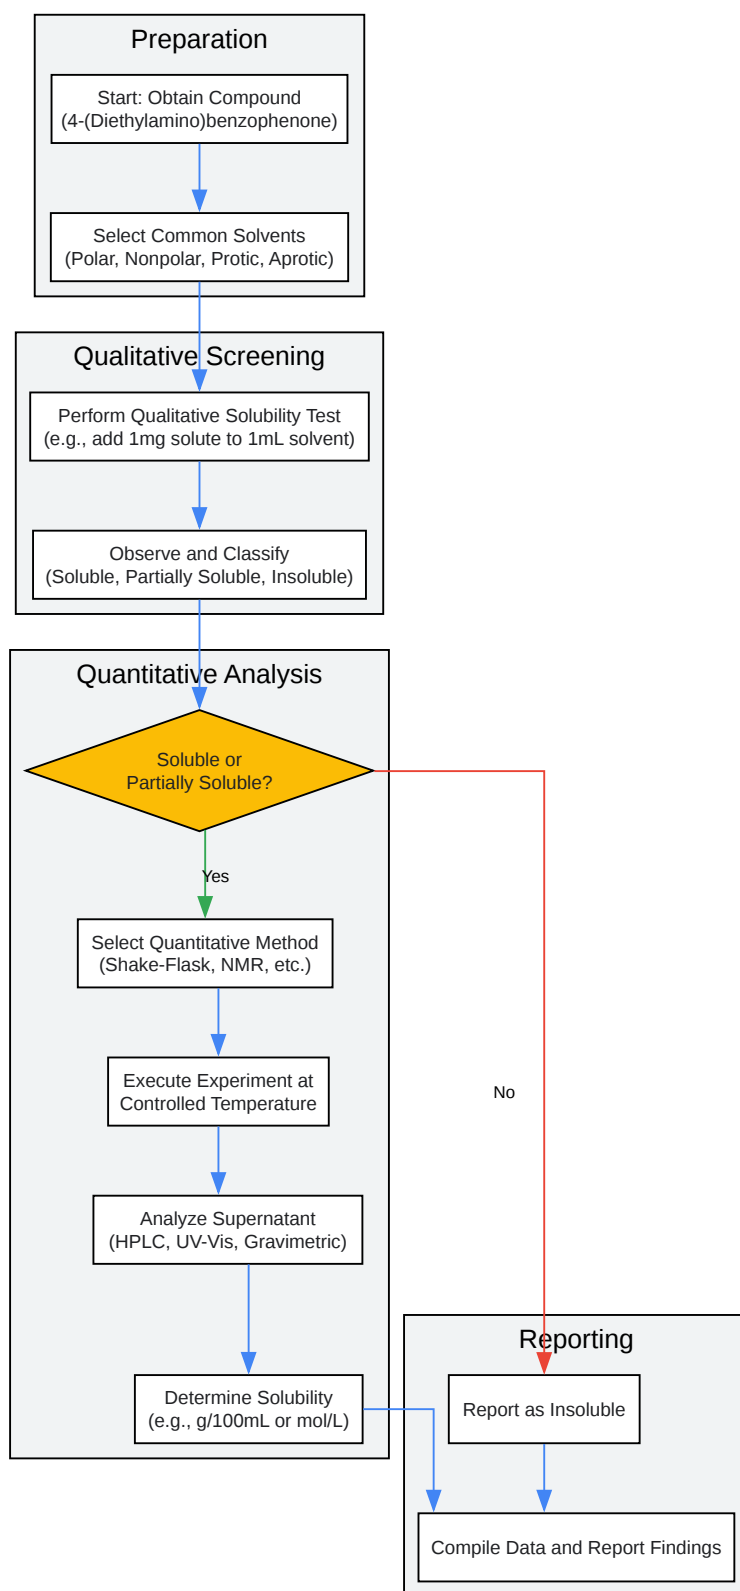 Preparation
Start: Obtain Compound
(4-(Diethylamino)benzophenone)
Select Common Solvents
(Polar, Nonpolar, Protic, Aprotic)
Qualitative Screening
Perform Qualitative Solubility Test
(e.g., add 1mg solute to 1mL solvent)
Observe and Classify
(Soluble, Partially Soluble, Insoluble)
Quantitative Analysis
Soluble or
Partially Soluble?
Yes
Select Quantitative Method
(Shake-Flask, NMR, etc.)
Execute Experiment at
Controlled Temperature
No
Analyze Supernatant
(HPLC, UV-Vis, Gravimetric)
Determine Solubility
(e.g., g/100mL or mol/L)
Reporting
Report as Insoluble
Compile Data and Report Findings